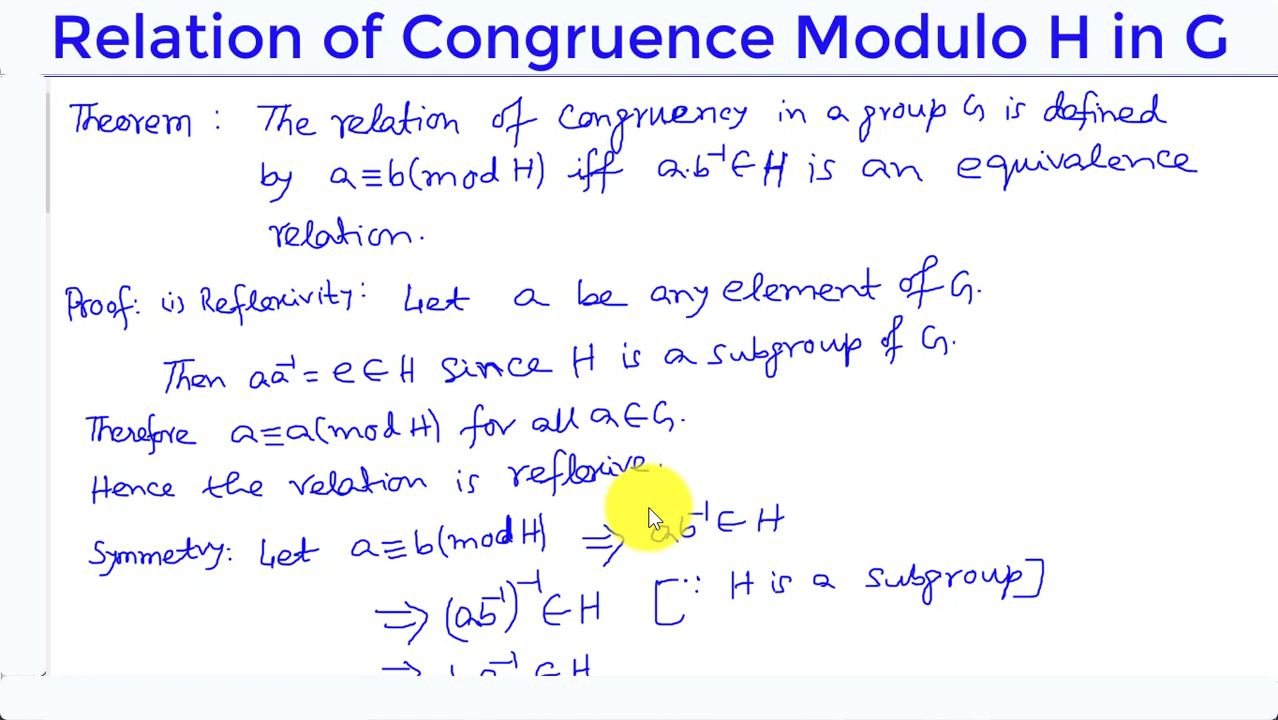 Relation of Congruence Modulo H in G
Theorem : The relation of congruency in a group G is defined
by a≡b(mod H) iff a.b⁻¹∈H is an equivalence
relation.
Proof: (i) Reflexivity: Let a be any element of G.
Then aa⁻¹ = e∈H since H is a subgroup of G.
Therefore a≡a(mod H) for all a∈G.
Hence the relation is reflexive.
Symmetry: Let a≡b(mod H) ⇒ ab⁻¹∈H
⇒ (ab⁻¹)⁻¹∈H [∵ H is a subgroup]